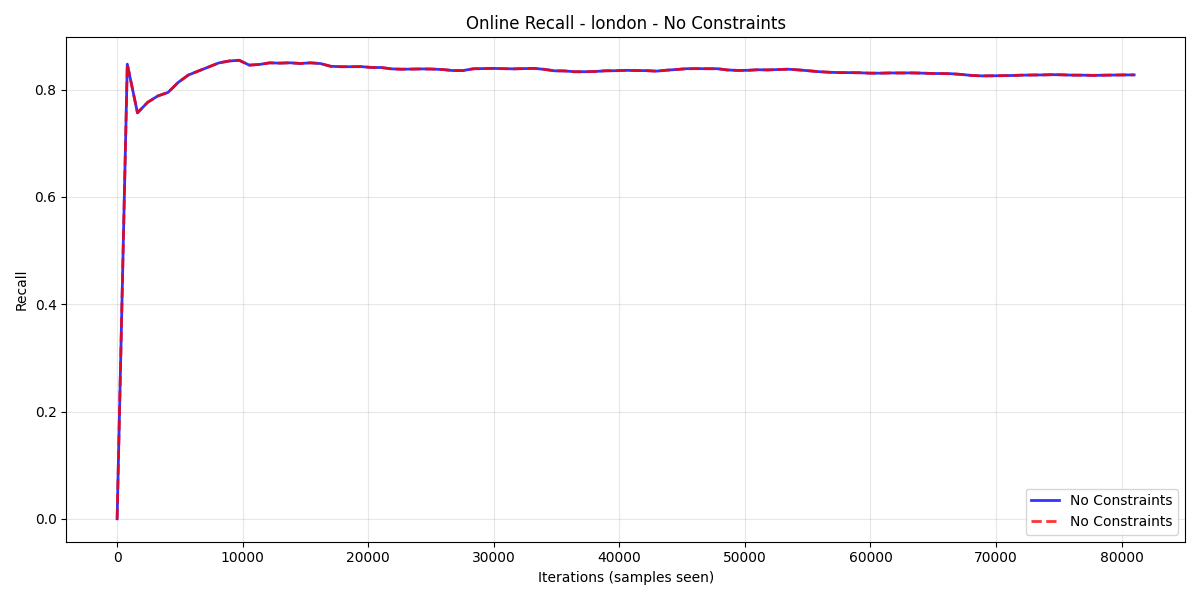 Online Recall - london - No Constraints
Recall
0.8
0.6
0.4
0.2
0.0
No Constraints
No Constraints
0 10000 20000 30000 40000 50000 60000 70000 80000
Iterations (samples seen)